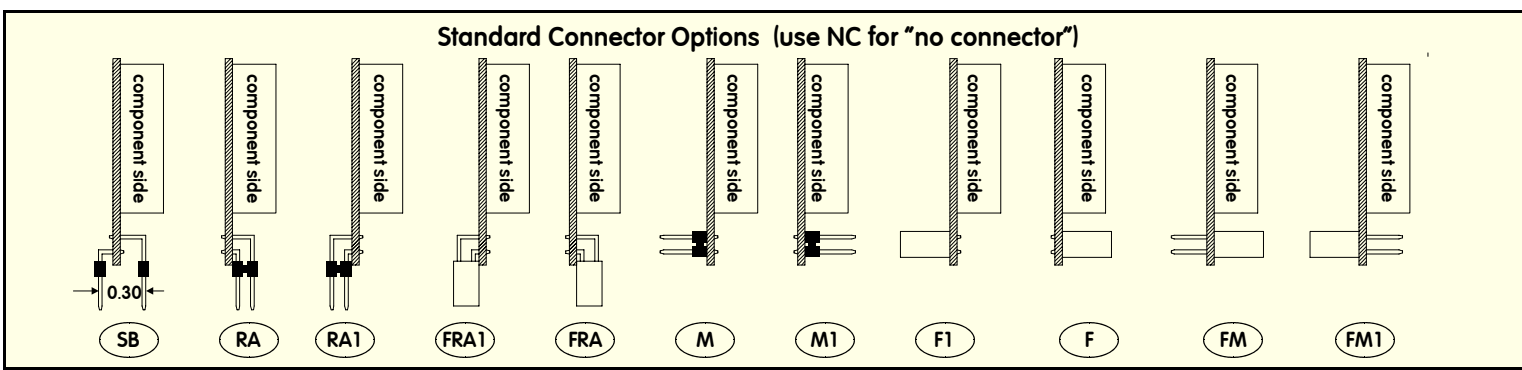 Standard Connector Options (use NC for "no connector")
component side
component side
component side
component side
component side
component side
component side
component side
component side
component side
component side
0.30
SB
RA
RA1
FRA1
FRA
M
M1
F1
F
FM
FM1